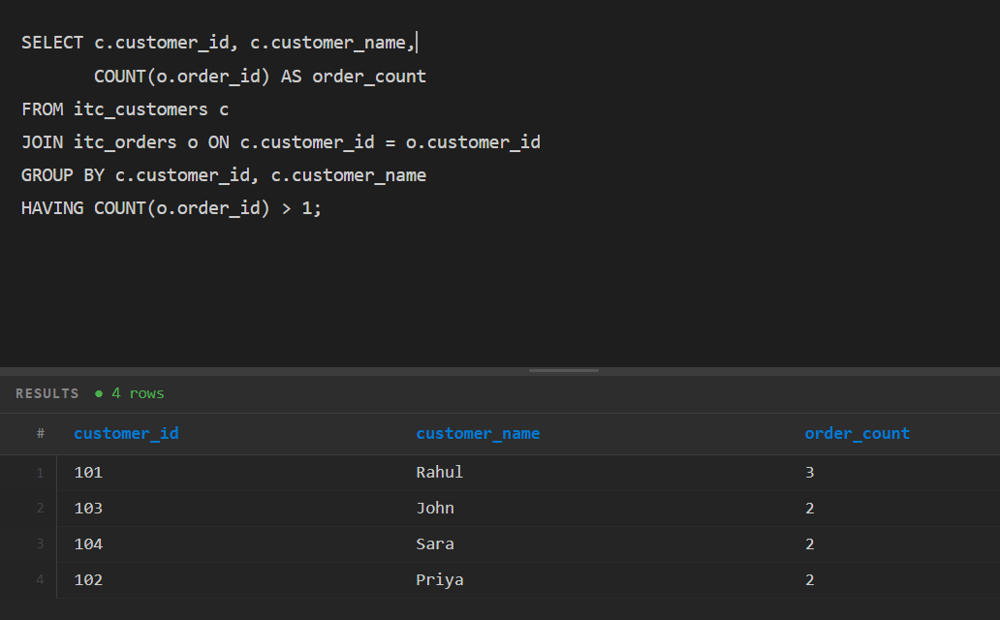 SELECT c.customer_id, c.customer_name,
       COUNT(o.order_id) AS order_count
FROM itc_customers c
JOIN itc_orders o ON c.customer_id = o.customer_id
GROUP BY c.customer_id, c.customer_name
HAVING COUNT(o.order_id) > 1;
RESULTS ● 4 rows
# customer_id customer_name order_count
1 101 Rahul 3
2 103 John 2
3 104 Sara 2
4 102 Priya 2